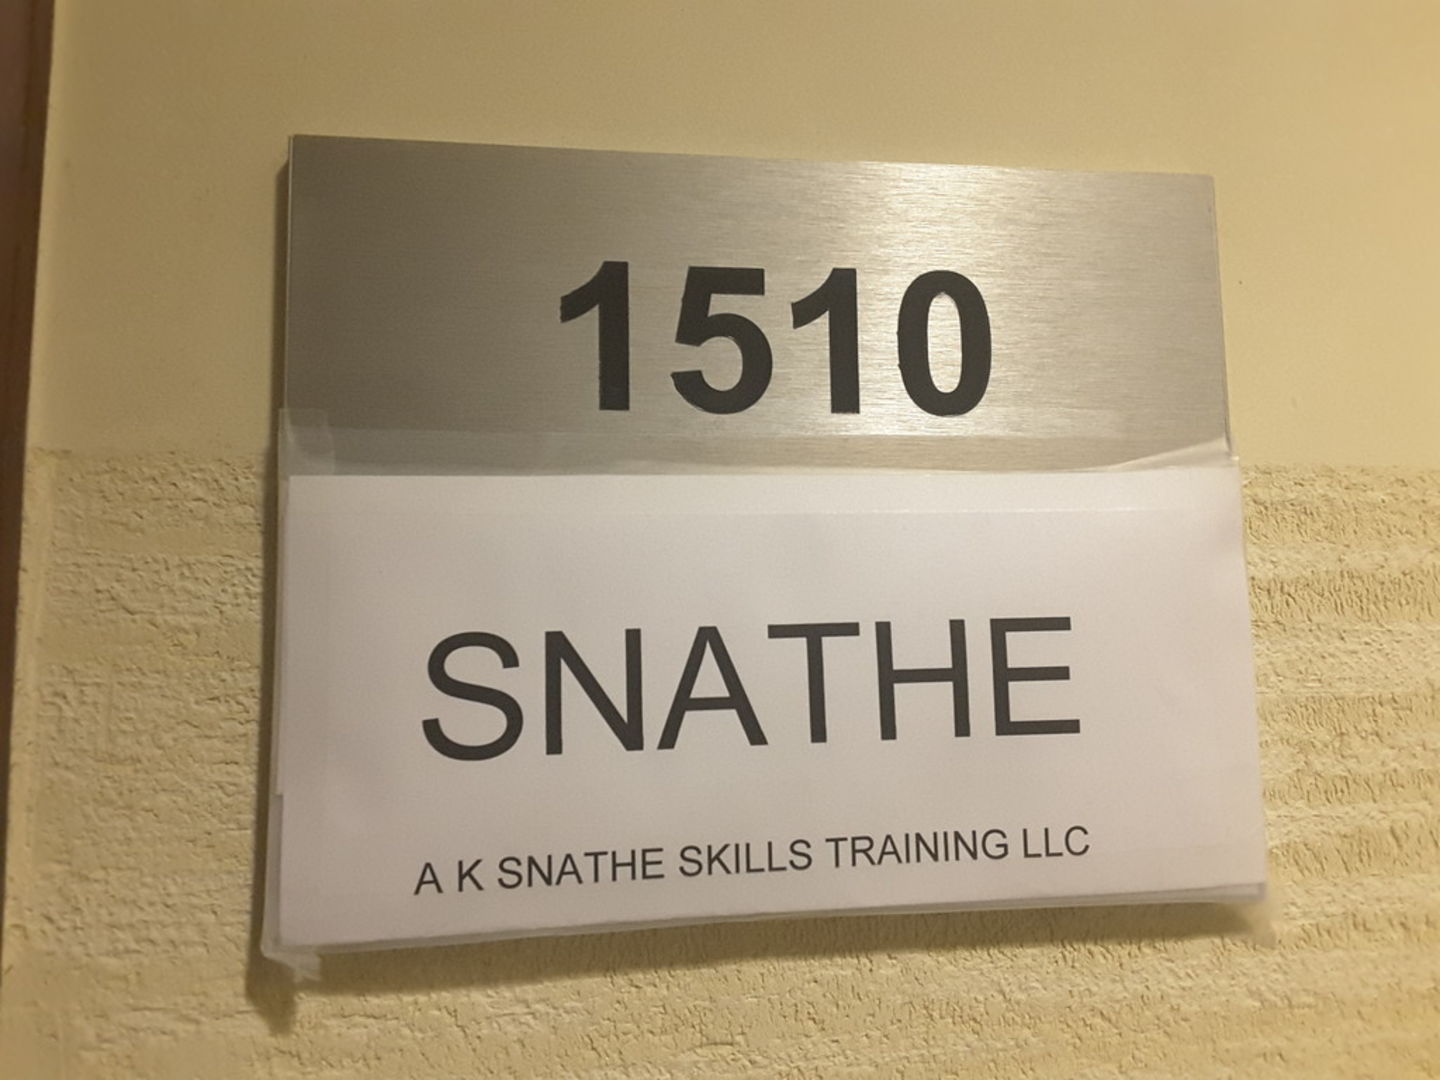 1510
SNATHE
A K SNATHE SKILLS TRAINING LLC